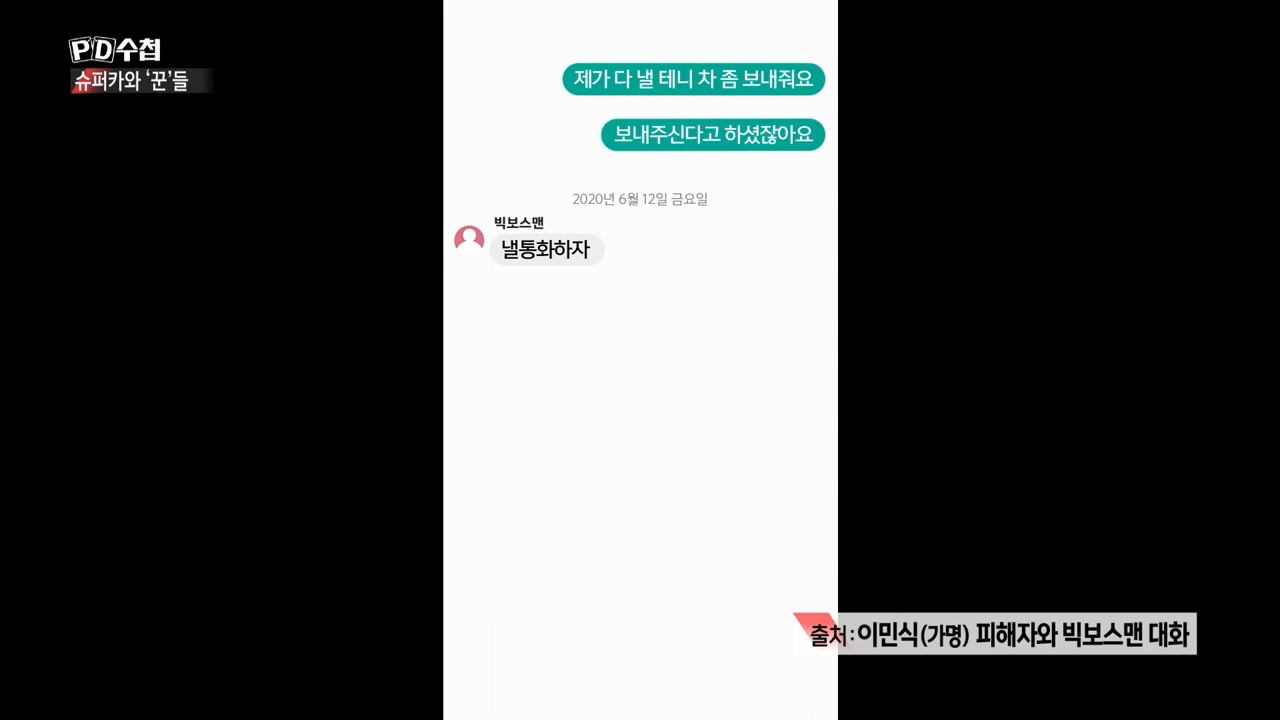 PD수첩
슈퍼카와 ‘꾼’들
제가 다 낼 테니 차 좀 보내줘요
보내주신다고 하셨잖아요
2020년 6월 12일 금요일
빅보스맨
낼통화하자
출처:이민식(가명) 피해자와 빅보스맨 대화